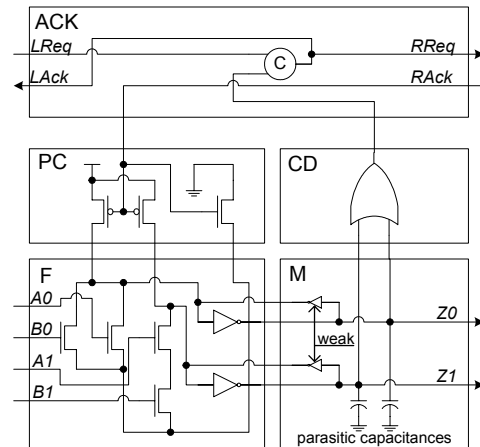 ACK
LReq
RReq
LAck
RAck
C
PC
CD
F
M
A0
B0
A1
B1
Z0
weak
Z1
parasitic capacitances